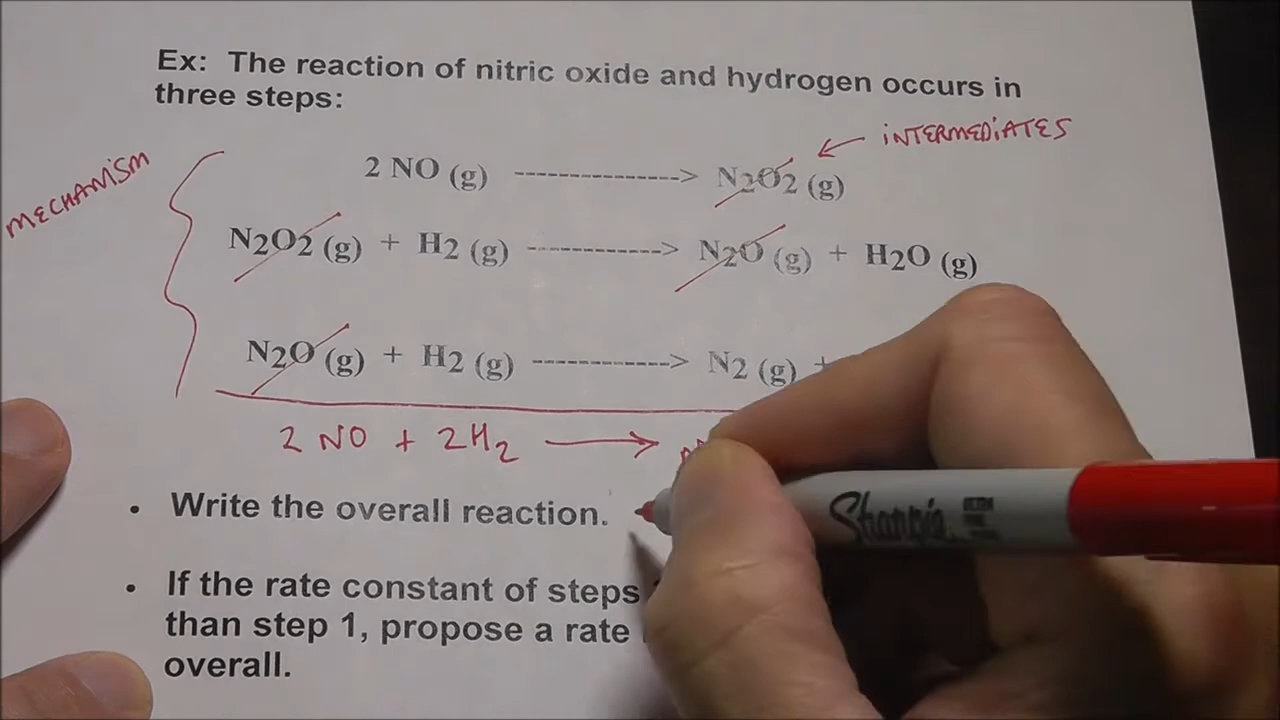 Ex: The reaction of nitric oxide and hydrogen occurs in
three steps:
INTERMEDIATES
MECHANISM
2 NO (g) ---------------> N2O2 (g)
N2O2 (g) + H2 (g) ------------> N2O (g) + H2O (g)
N2O (g) + H2 (g) ------------> N2 (g) +
2 NO + 2H2 →
• Write the overall reaction.
Sharpie
• If the rate constant of steps
than step 1, propose a rate
overall.